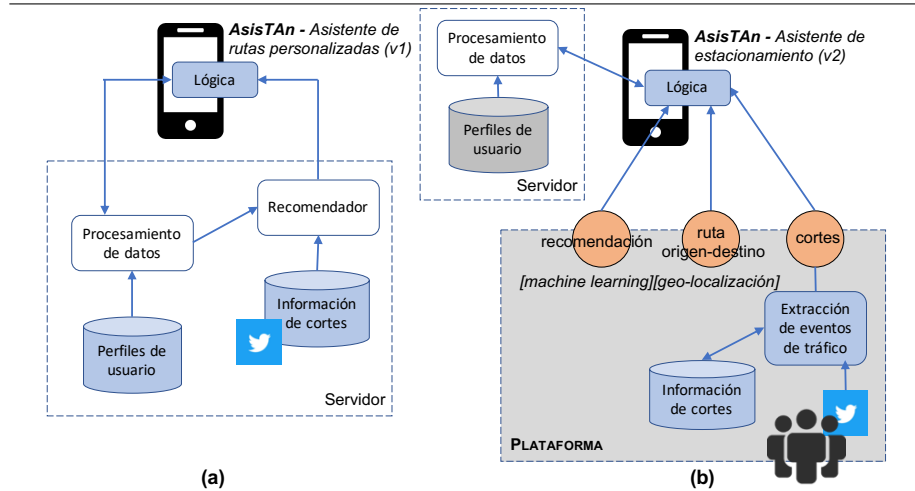 AsisTAn - Asistente de
rutas personalizadas (v1)
Lógica
Procesamiento
de datos
Recomendador
Perfiles de
usuario
Información
de cortes
Servidor
(a)
AsisTAn - Asistente de
estacionamiento (v2)
Procesamiento
de datos
Lógica
Perfiles de
usuario
Servidor
recomendación
ruta
origen-destino
cortes
[machine learning][geo-localización]
Extracción
de eventos
de tráfico
Información
de cortes
PLATAFORMA
(b)